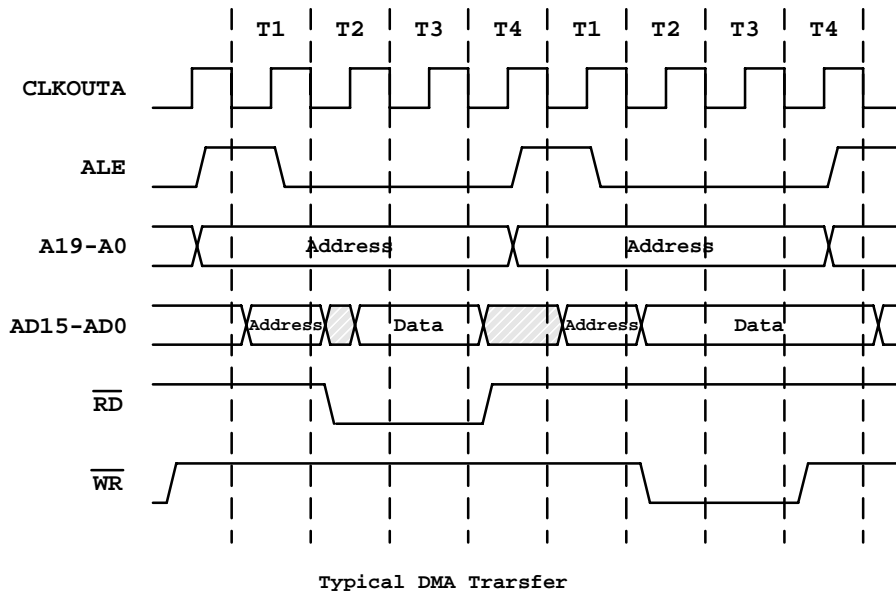 T1 T2 T3 T4 T1 T2 T3 T4
CLKOUTA
ALE
A19-A0 Address Address
AD15-AD0 Address Data Address Data
RD
WR
Typical DMA Trarsfer